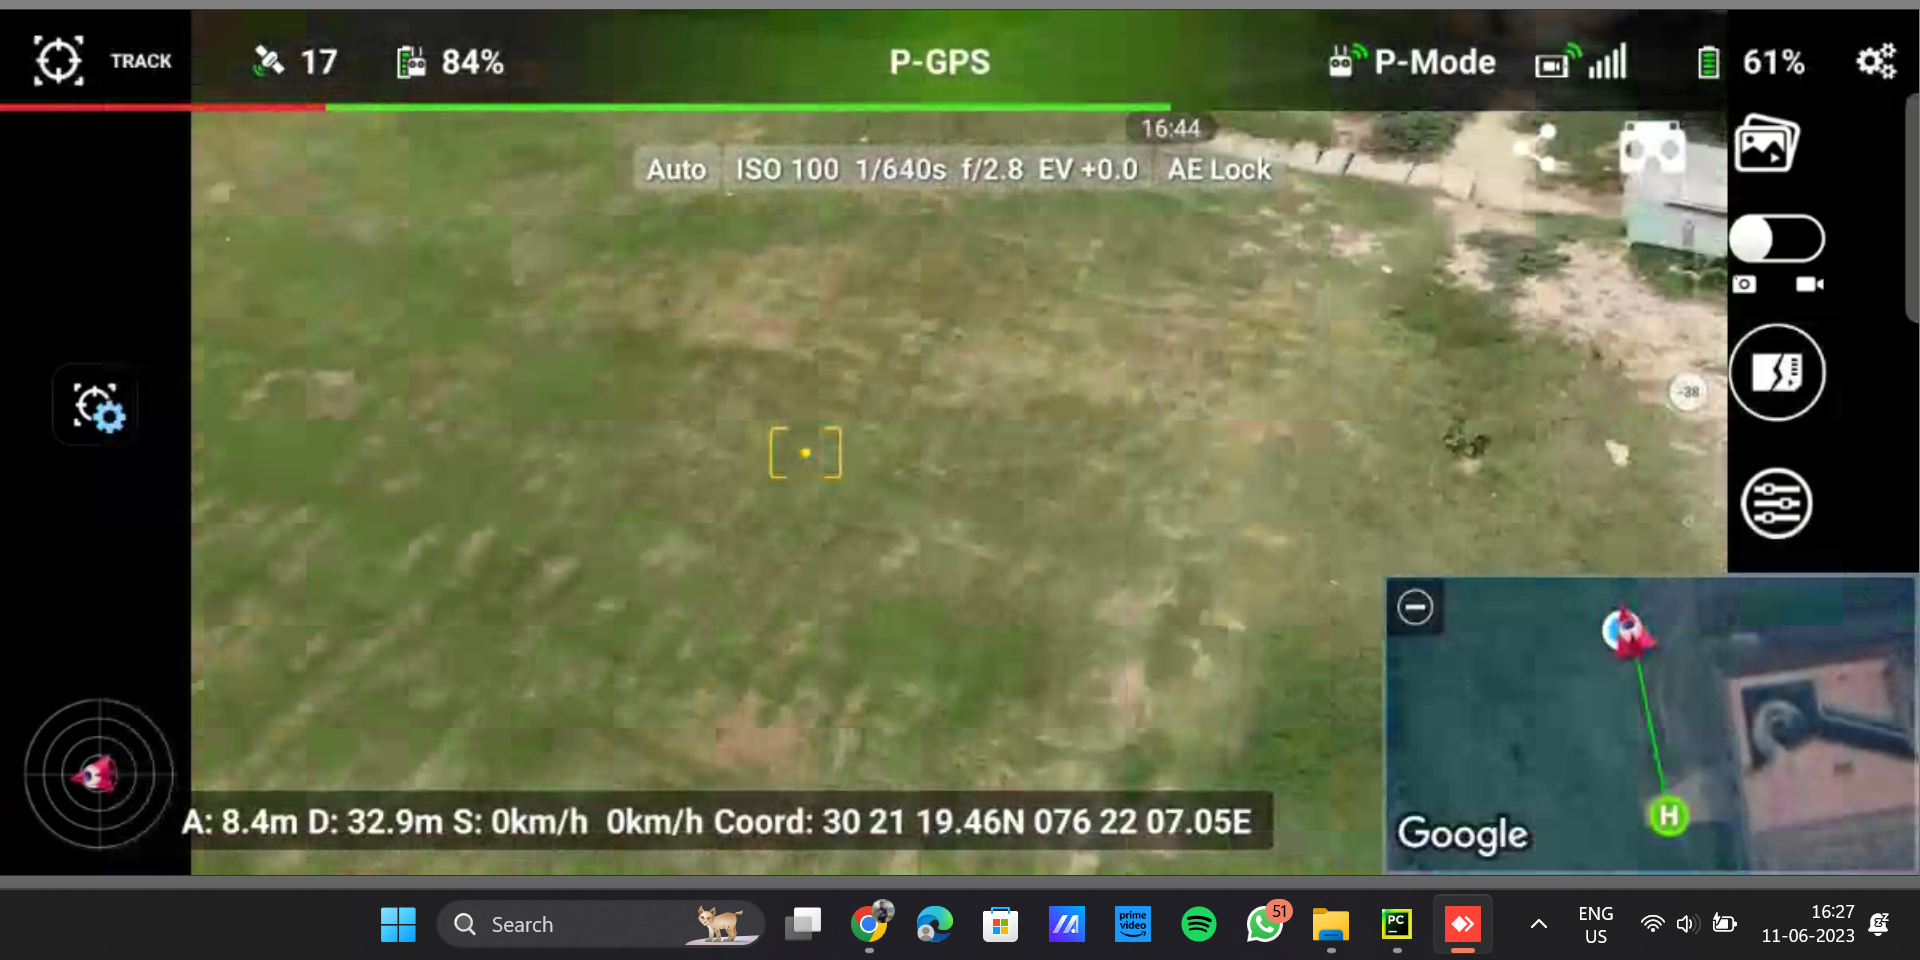 TRACK 17 84% P-GPS P-Mode 61%
16:44
Auto ISO 100 1/640s f/2.8 EV +0.0 AE Lock
-38
A: 8.4m D: 32.9m S: 0km/h 0km/h Coord: 30 21 19.46N 076 22 07.05E
H
Google
Search
prime
video
51
PC
ENG
US
16:27
11-06-2023